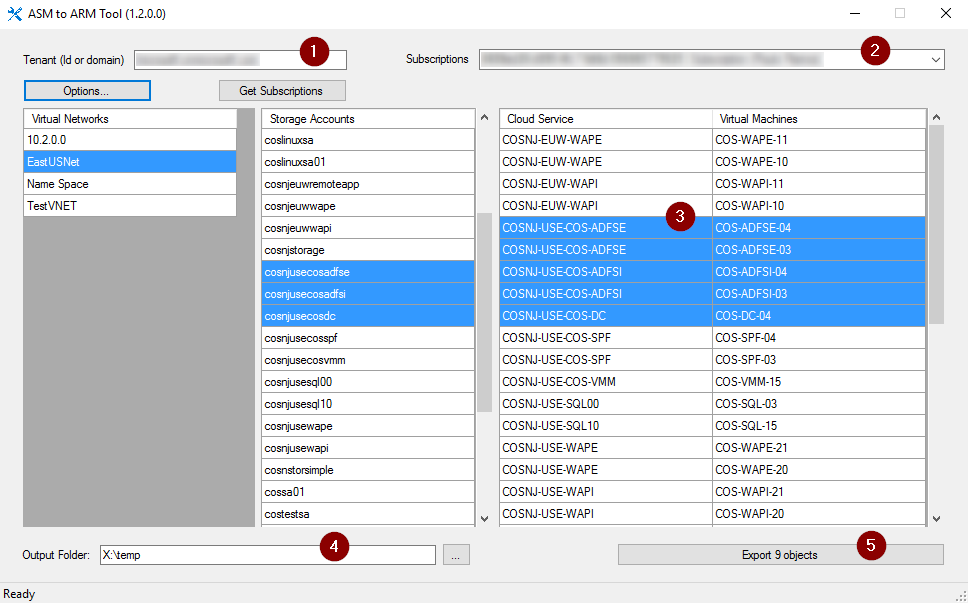 ASM to ARM Tool (1.2.0.0)
Tenant (Id or domain) 1 Subscriptions 2
Options... Get Subscriptions
Virtual Networks
10.2.0.0
EastUSNet
Name Space
TestVNET
Storage Accounts
coslinuxsa
coslinuxsa01
cosnjeuwremoteapp
cosnjeuwwape
cosnjeuwwapi
cosnjstorage
cosnjusecosadfse
cosnjusecosadfsi
cosnjusecosdc
cosnjusecosspf
cosnjusecosvmm
cosnjusesql00
cosnjusesql10
cosnjusewape
cosnjusewapi
cosnstorsimple
cossa01
costestsa
Cloud Service Virtual Machines
COSNJ-EUW-WAPE COS-WAPE-11
COSNJ-EUW-WAPE COS-WAPE-10
COSNJ-EUW-WAPI COS-WAPI-11
COSNJ-EUW-WAPI COS-WAPI-10
3
COSNJ-USE-COS-ADFSE COS-ADFSE-04
COSNJ-USE-COS-ADFSE COS-ADFSE-03
COSNJ-USE-COS-ADFSI COS-ADFSI-04
COSNJ-USE-COS-ADFSI COS-ADFSI-03
COSNJ-USE-COS-DC COS-DC-04
COSNJ-USE-COS-SPF COS-SPF-04
COSNJ-USE-COS-SPF COS-SPF-03
COSNJ-USE-COS-VMM COS-VMM-15
COSNJ-USE-SQL00 COS-SQL-03
COSNJ-USE-SQL10 COS-SQL-15
COSNJ-USE-WAPE COS-WAPE-21
COSNJ-USE-WAPE COS-WAPE-20
COSNJ-USE-WAPI COS-WAPI-21
COSNJ-USE-WAPI COS-WAPI-20
Output Folder: X:\temp 4 ... Export 9 objects 5
Ready